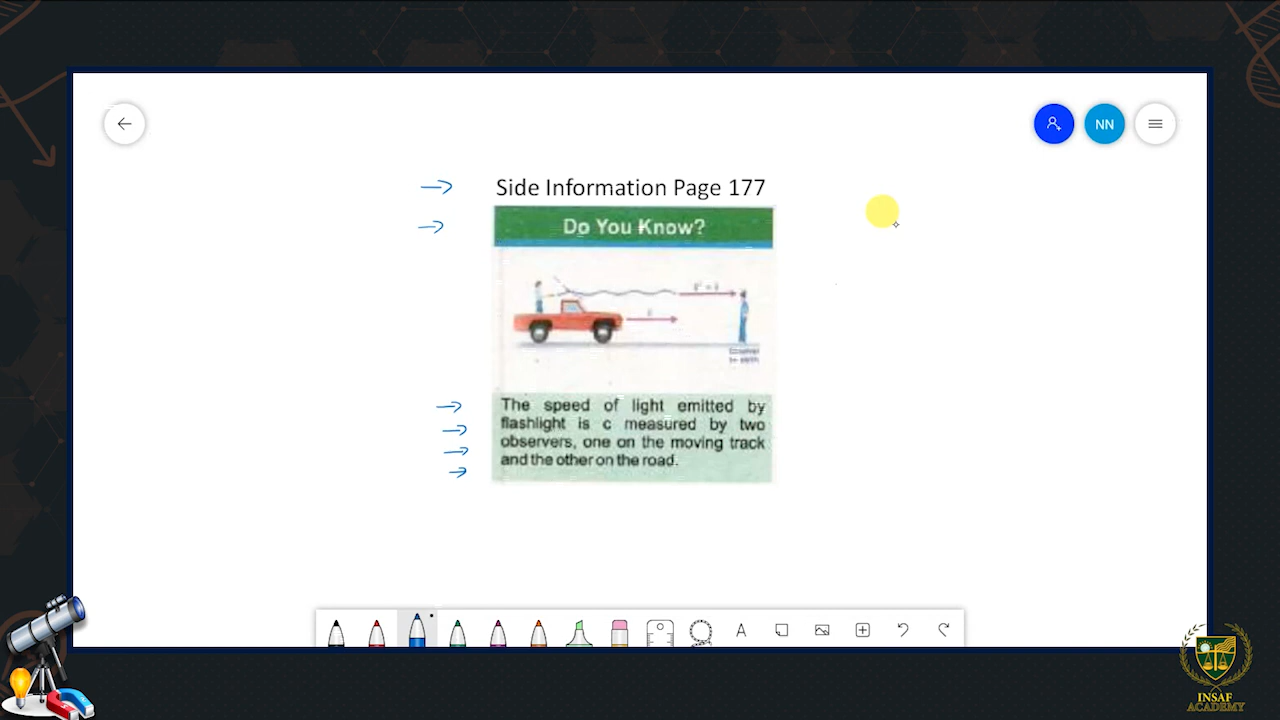 NN
Side Information Page 177
Do You Know?
The speed of light emitted by
flashlight is c measured by two
observers, one on the moving track
and the other on the road.
A
INSAF
ACADEMY